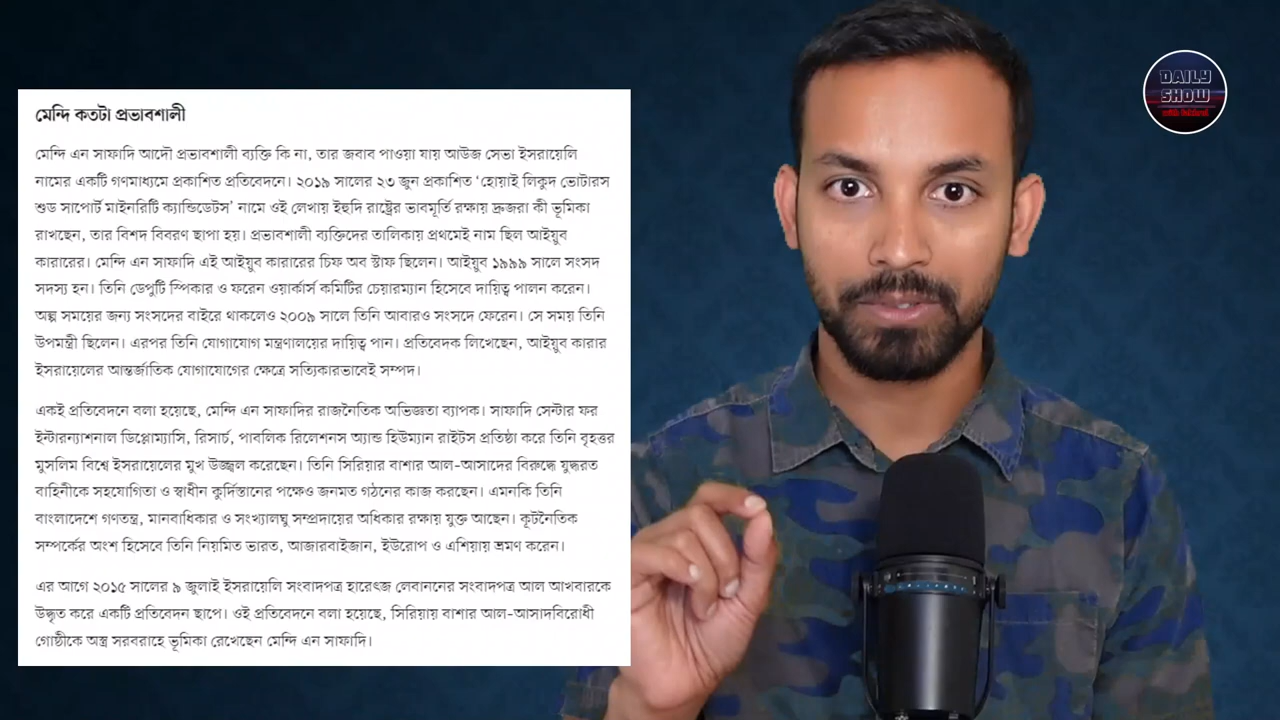 মেন্দি কতটা প্রভাবশালী
মেন্দি এন সাফাদি আদৌ প্রভাবশালী ব্যক্তি কি না, তার জবাব পাওয়া যায় আউজ সেভা ইসরায়েলি
নামের একটি গণমাধ্যমে প্রকাশিত প্রতিবেদনে। ২০১৯ সালের ২৩ জুন প্রকাশিত ‘হোয়াই লিকুদ ভোটারস
শুড সাপোর্ট মাইনরিটি ক্যান্ডিডেটস’ নামে ওই লেখায় ইহুদি রাষ্ট্রের ভাবমূর্তি রক্ষায় দ্রুজরা কী ভূমিকা
রাখছেন, তার বিশদ বিবরণ ছাপা হয়। প্রভাবশালী ব্যক্তিদের তালিকায় প্রথমেই নাম ছিল আইয়ুব
কারারের। মেন্দি এন সাফাদি এই আইয়ুব কারারের চিফ অব স্টাফ ছিলেন। আইয়ুব ১৯৯৯ সালে সংসদ
সদস্য হন। তিনি ডেপুটি স্পিকার ও ফরেন ওয়ার্কার্স কমিটির চেয়ারম্যান হিসেবে দায়িত্ব পালন করেন।
অল্প সময়ের জন্য সংসদের বাইরে থাকলেও ২০০৯ সালে তিনি আবারও সংসদে ফেরেন। সে সময় তিনি
উপমন্ত্রী ছিলেন। এরপর তিনি যোগাযোগ মন্ত্রণালয়ের দায়িত্ব পান। প্রতিবেদক লিখেছেন, আইয়ুব কারার
ইসরায়েলের আন্তর্জাতিক যোগাযোগের ক্ষেত্রে সত্যিকারভাবেই সম্পদ।
একই প্রতিবেদনে বলা হয়েছে, মেন্দি এন সাফাদির রাজনৈতিক অভিজ্ঞতা ব্যাপক। সাফাদি সেন্টার ফর
ইন্টারন্যাশনাল ডিপ্লোম্যাসি, রিসার্চ, পাবলিক রিলেশনস অ্যান্ড হিউম্যান রাইটস প্রতিষ্ঠা করে তিনি বৃহত্তর
মুসলিম বিশ্বে ইসরায়েলের মুখ উজ্জ্বল করেছেন। তিনি সিরিয়ার বাশার আল-আসাদের বিরুদ্ধে যুদ্ধরত
বাহিনীকে সহযোগিতা ও স্বাধীন কুর্দিস্তানের পক্ষেও জনমত গঠনের কাজ করছেন। এমনকি তিনি
বাংলাদেশে গণতন্ত্র, মানবাধিকার ও সংখ্যালঘু সম্প্রদায়ের অধিকার রক্ষায় যুক্ত আছেন। কূটনৈতিক
সম্পর্কের অংশ হিসেবে তিনি নিয়মিত ভারত, আজারবাইজান, ইউরোপ ও এশিয়ায় ভ্রমণ করেন।
এর আগে ২০১৫ সালের ৯ জুলাই ইসরায়েলি সংবাদপত্র হারেৎজ লেবাননের সংবাদপত্র আল আখবারকে
উদ্ধৃত করে একটি প্রতিবেদন ছাপে। ওই প্রতিবেদনে বলা হয়েছে, সিরিয়ায় বাশার আল-আসাদবিরোধী
গোষ্ঠীকে অস্ত্র সরবরাহে ভূমিকা রেখেছেন মেন্দি এন সাফাদি।
DAILY
SHOW